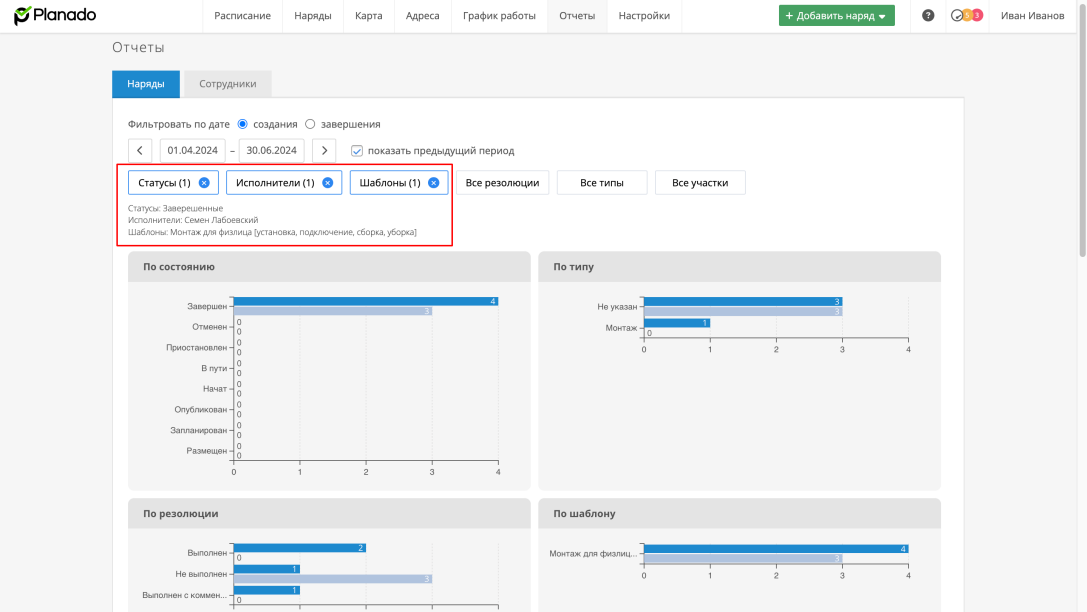 Planado Расписание Наряды Карта Адреса График работы Отчеты Настройки + Добавить наряд ? 5 3 Иван Иванов
Отчеты
Наряды Сотрудники
Фильтровать по дате создания завершения
01.04.2024 – 30.06.2024 показать предыдущий период
Статусы (1) Исполнители (1) Шаблоны (1) Все резолюции Все типы Все участки
Статусы: Заверешенные
Исполнители: Семен Лабоевский
Шаблоны: Монтаж для физлица [установка, подключение, сборка, уборка]
По состоянию
Завершен 4
3
Отменен 0
0
Приостановлен 0
0
В пути 0
0
Начат 0
0
Опубликован 0
0
Запланирован 0
0
Размещен 0
0
0 1 2 3 4
По типу
Не указан 3
3
Монтаж 1
0
0 1 2 3 4
По резолюции
Выполнен 2
0
Не выполнен 1
3
Выполнен с коммен... 1
По шаблону
Монтаж для физлиц... 4
3
0 1 2 3 4